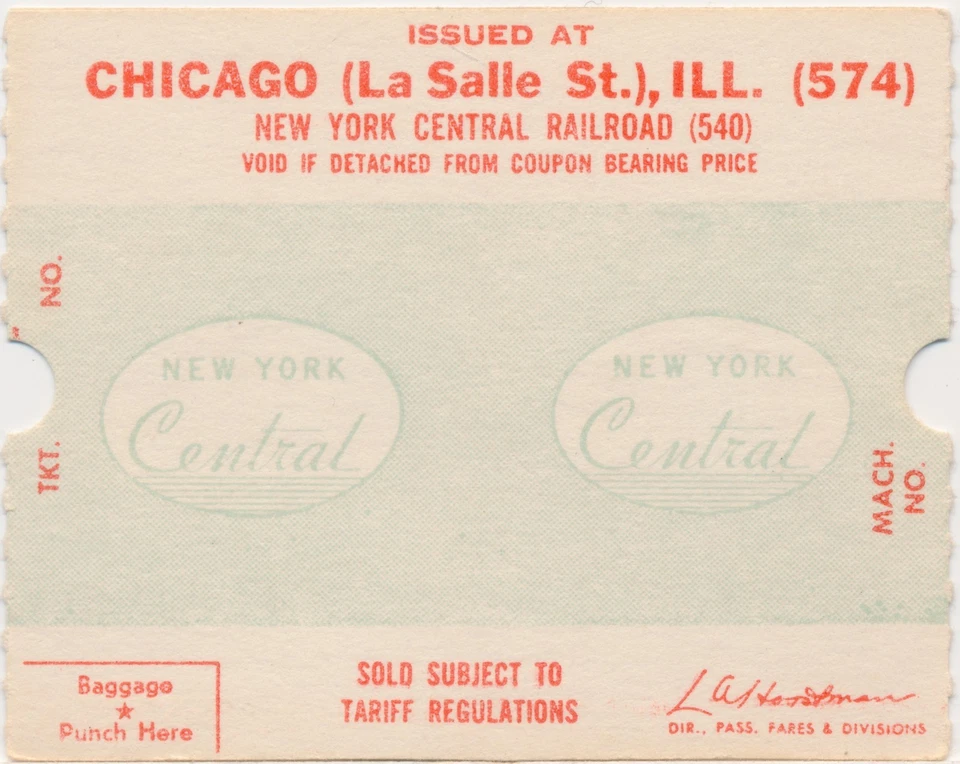 ISSUED AT
CHICAGO (La Salle St.), ILL. (574)
NEW YORK CENTRAL RAILROAD (540)
VOID IF DETACHED FROM COUPON BEARING PRICE
TKT. NO.
NEW YORK
Central
NEW YORK
Central
MACH.
NO.
Baggage
★
Punch Here
SOLD SUBJECT TO
TARIFF REGULATIONS
DIR., PASS. FARES & DIVISIONS